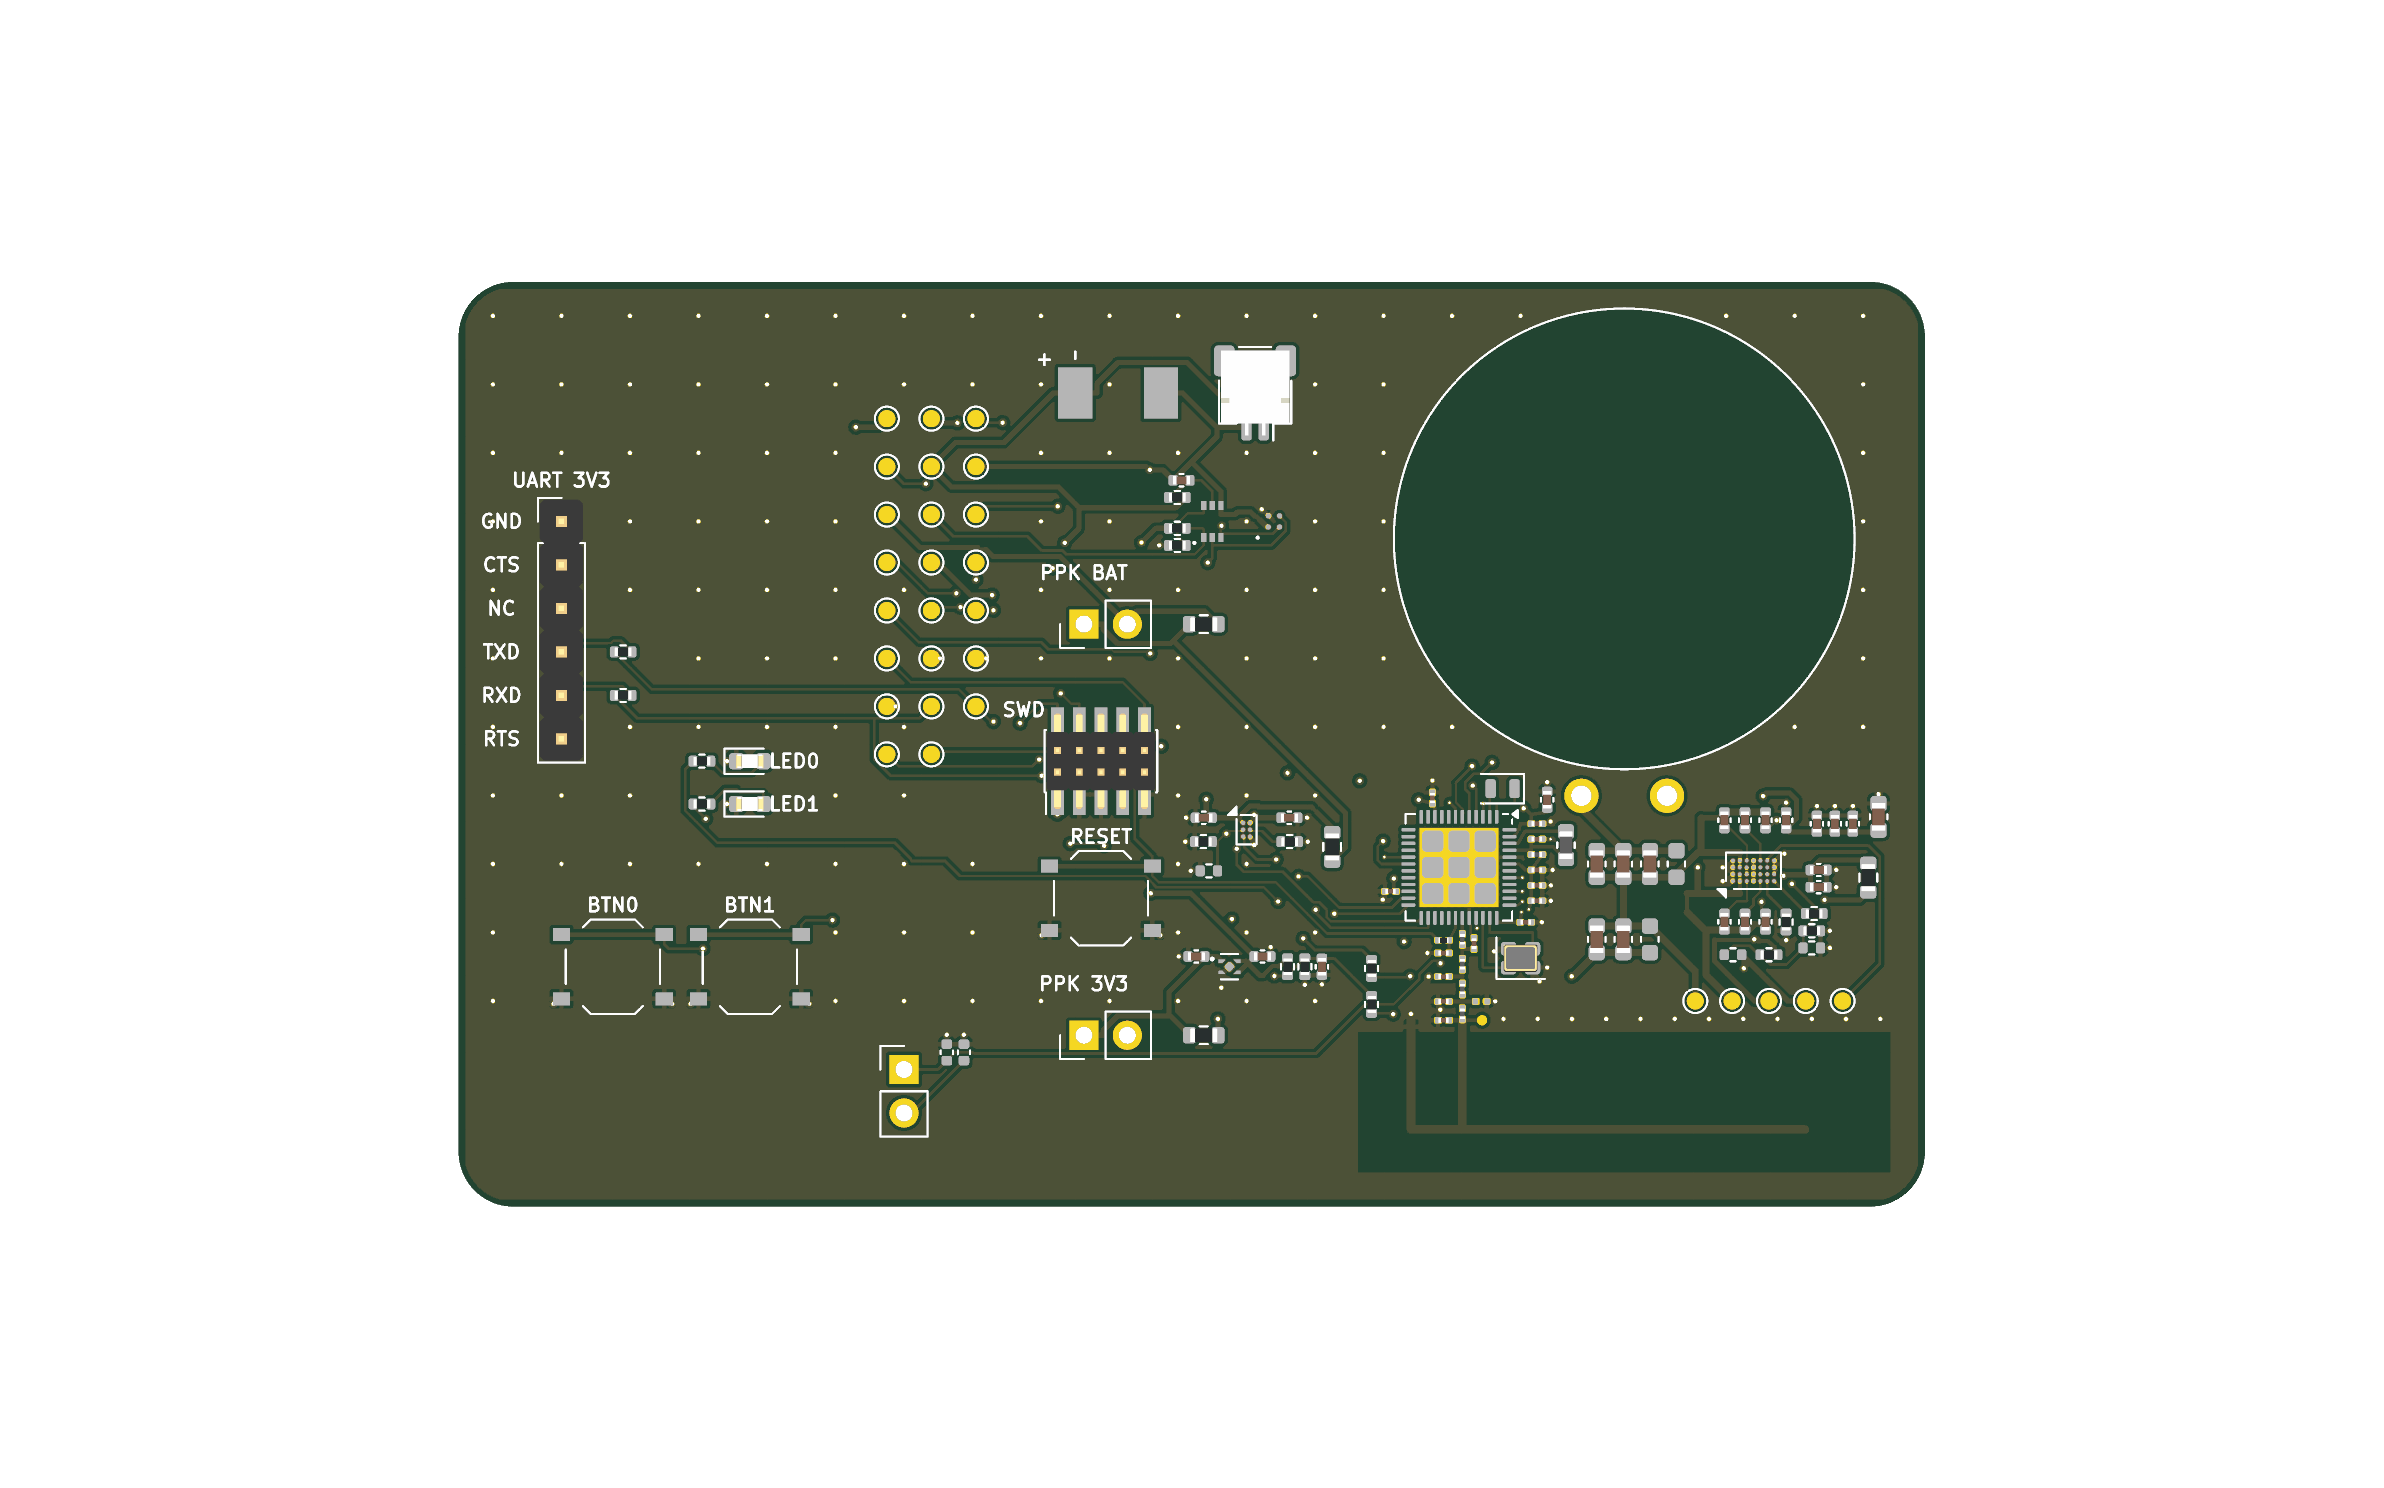 + -
UART 3V3
GND
CTS
NC
TXD
RXD
RTS
PPK BAT
SWD
LED0
LED1
RESET
BTN0
BTN1
PPK 3V3